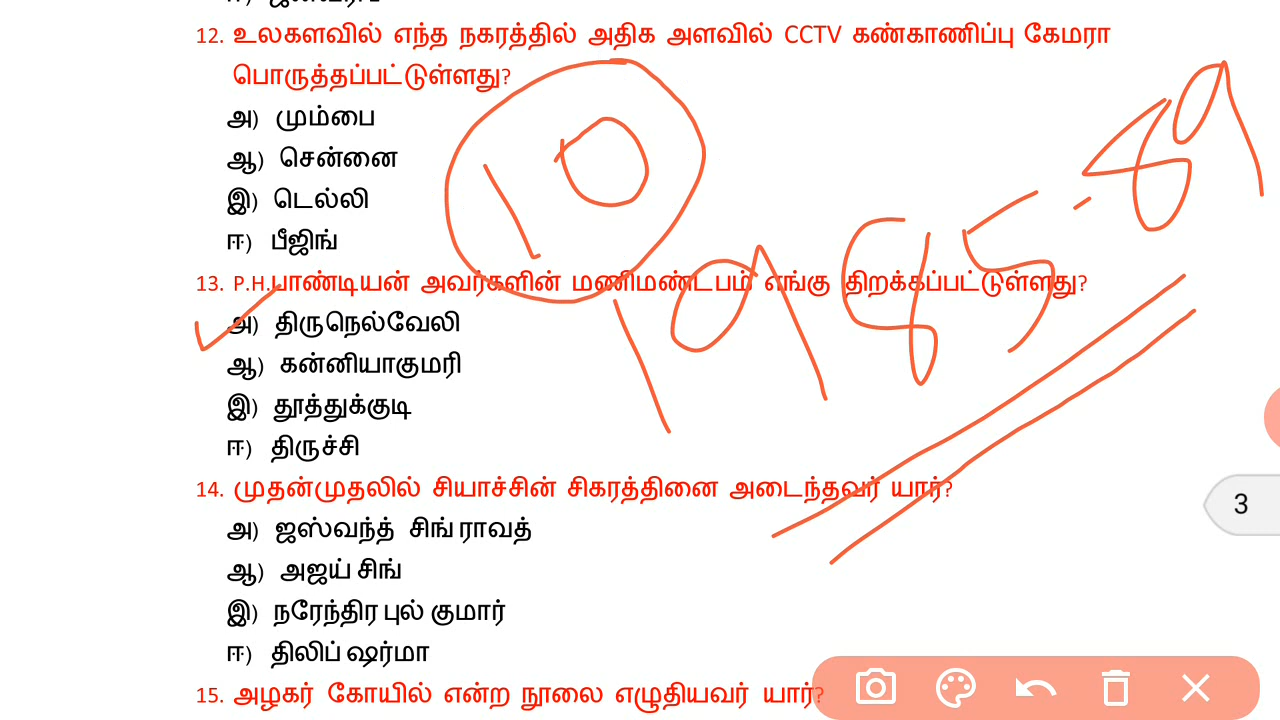 12. உலகளவில் எந்த நகரத்தில் அதிக அளவில் CCTV கண்காணிப்பு கேமரா
பொருத்தப்பட்டுள்ளது?
அ) மும்பை
ஆ) சென்னை
இ) டெல்லி
ஈ) பீஜிங்
10
1985-89
13. P.H.பாண்டியன் அவர்களின் மணிமண்டபம் எங்கு திறக்கப்பட்டுள்ளது?
அ) திருநெல்வேலி
ஆ) கன்னியாகுமரி
இ) தூத்துக்குடி
ஈ) திருச்சி
14. முதன்முதலில் சியாச்சின் சிகரத்தினை அடைந்தவர் யார்?
அ) ஜஸ்வந்த் சிங் ராவத்
ஆ) அஜய் சிங்
இ) நரேந்திர புல் குமார்
ஈ) திலிப் ஷர்மா
15. அழகர் கோயில் என்ற நூலை எழுதியவர் யார்?
3